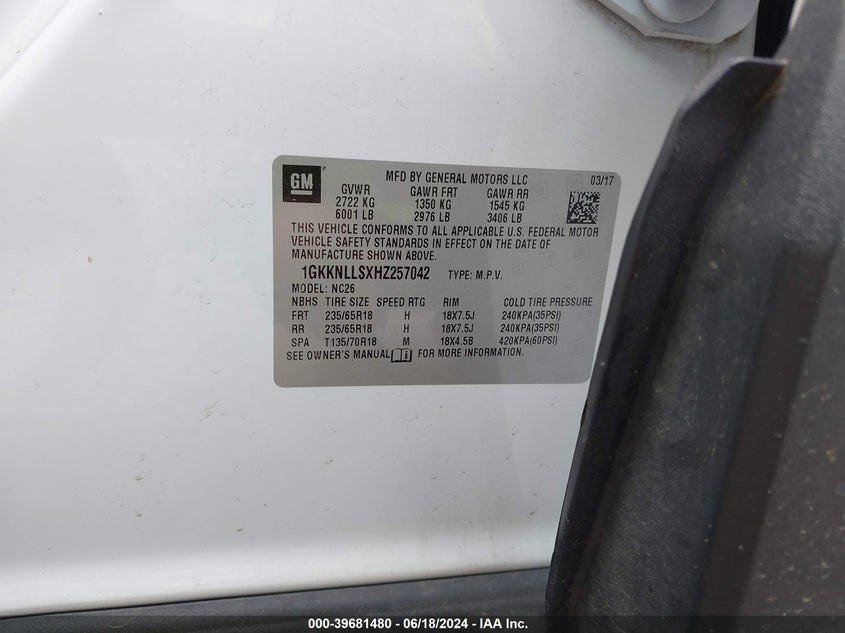 GM
MFD BY GENERAL MOTORS LLC 03/17
GVWR GAWR FRT GAWR RR
2722 KG 1350 KG 1545 KG
6001 LB 2976 LB 3406 LB
THIS VEHICLE CONFORMS TO ALL APPLICABLE U.S. FEDERAL MOTOR
VEHICLE SAFETY STANDARDS IN EFFECT ON THE DATE OF
MANUFACTURE SHOWN ABOVE.
1GKKNLLSXHZ257042 TYPE: M.P.V.
MODEL: NC26
NBHS TIRE SIZE SPEED RTG RIM COLD TIRE PRESSURE
FRT 235/65R18 H 18X7.5J 240KPA(35PSI)
RR 235/65R18 H 18X7.5J 240KPA(35PSI)
SPA T135/70R18 M 18X4.5B 420KPA(60PSI)
SEE OWNER'S MANUAL FOR MORE INFORMATION.
000-39681480 - 06/18/2024 - IAA Inc.